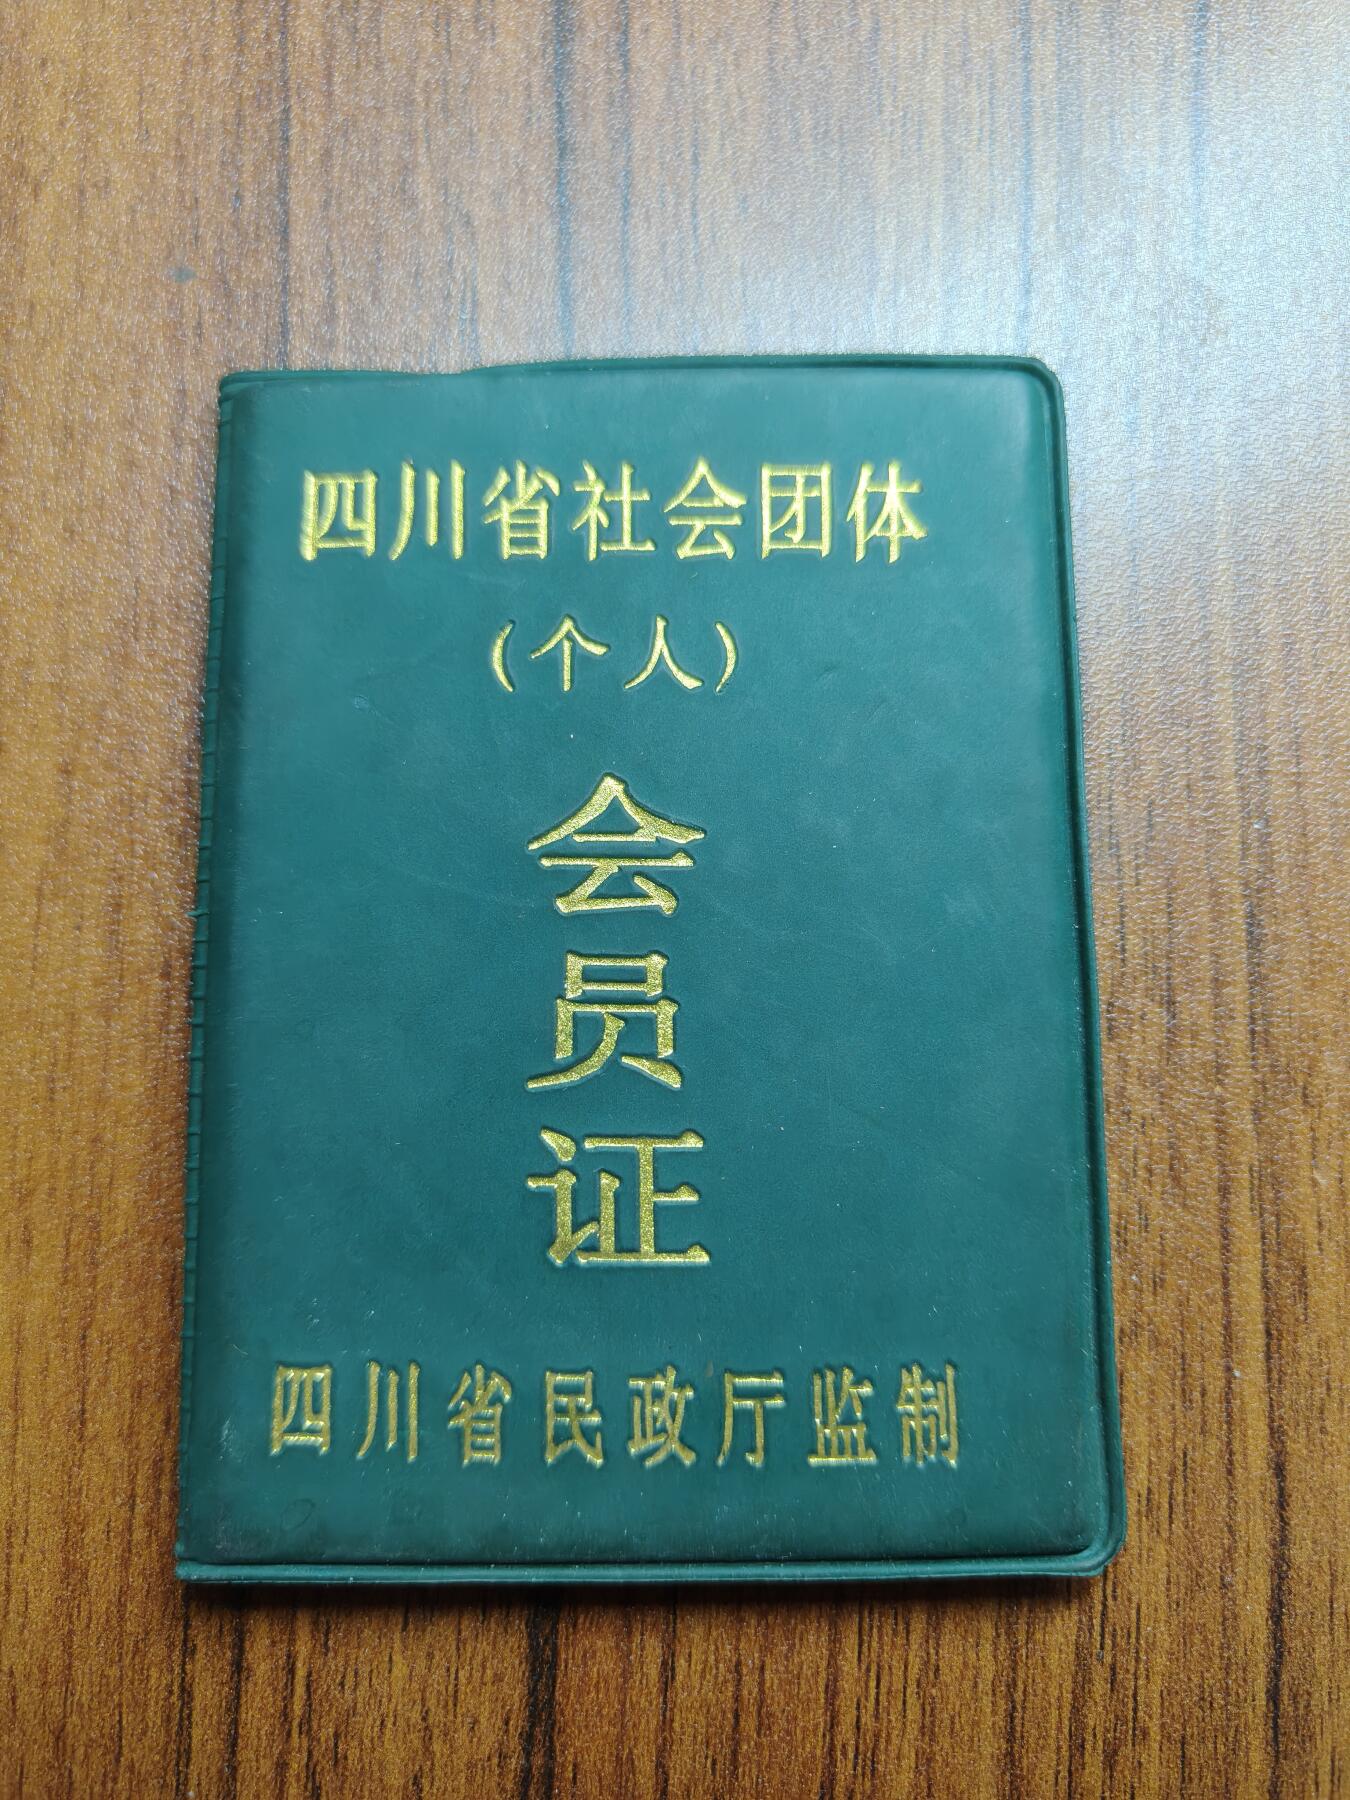 四川省社会团体
（个人）
会
员
证
四川省民政厅监制